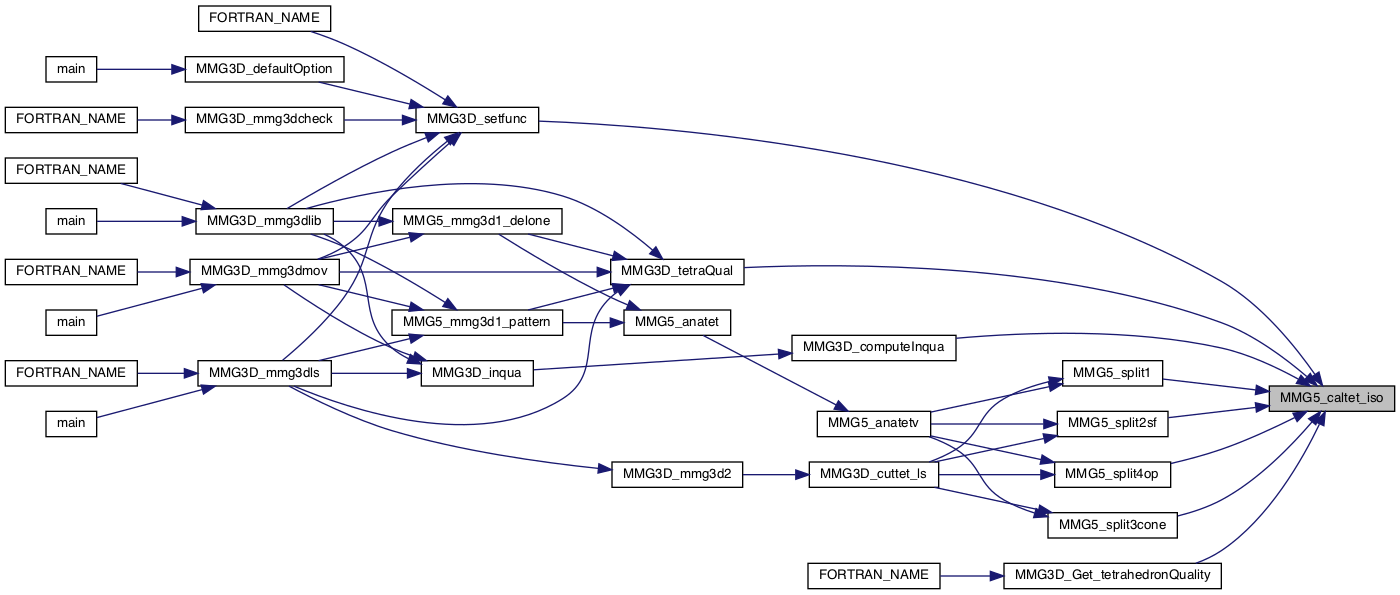 FORTRAN_NAME
main
MMG3D_defaultOption
FORTRAN_NAME
MMG3D_mmg3dcheck
MMG3D_setfunc
FORTRAN_NAME
main
MMG3D_mmg3dlib
MMG5_mmg3d1_delone
FORTRAN_NAME
MMG3D_mmg3dmov
MMG3D_tetraQual
main
MMG5_mmg3d1_pattern
MMG5_anatet
MMG3D_computeInqua
FORTRAN_NAME
MMG3D_mmg3dls
MMG3D_inqua
MMG5_split1
MMG5_caltet_iso
main
MMG5_anatetv
MMG5_split2sf
MMG3D_mmg3d2
MMG3D_cuttet_ls
MMG5_split4op
MMG5_split3cone
FORTRAN_NAME
MMG3D_Get_tetrahedronQuality